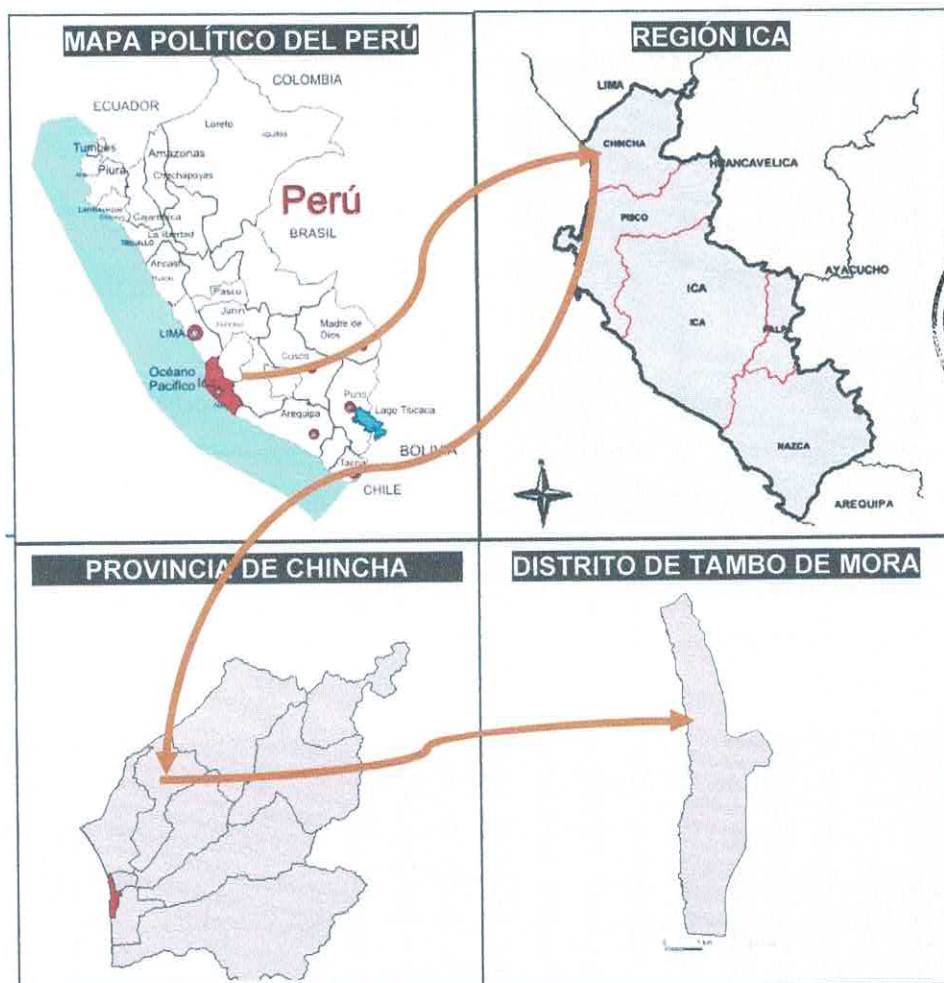 MAPA POLÍTICO DEL PERÚ
COLOMBIA
ECUADOR
Loreto
Iquitos
Tumbes
Piura
Amazonas
Chachapoyas
Cajamarca
La libertad
TRUJILLO
Perú
BRASIL
Ancash
Pasco
Junín
LIMA
Madre de
Dios
Cusco
Océano
Pacífico
Puno
Lago Titicaca
Arequipa
BOLIVIA
Tacna
CHILE
REGIÓN ICA
LIMA
CHINCHA
HUANCAVELICA
PISCO
AYACUCHO
ICA
ICA
PALPA
NAZCA
AREQUIPA
PROVINCIA DE CHINCHA
DISTRITO DE TAMBO DE MORA